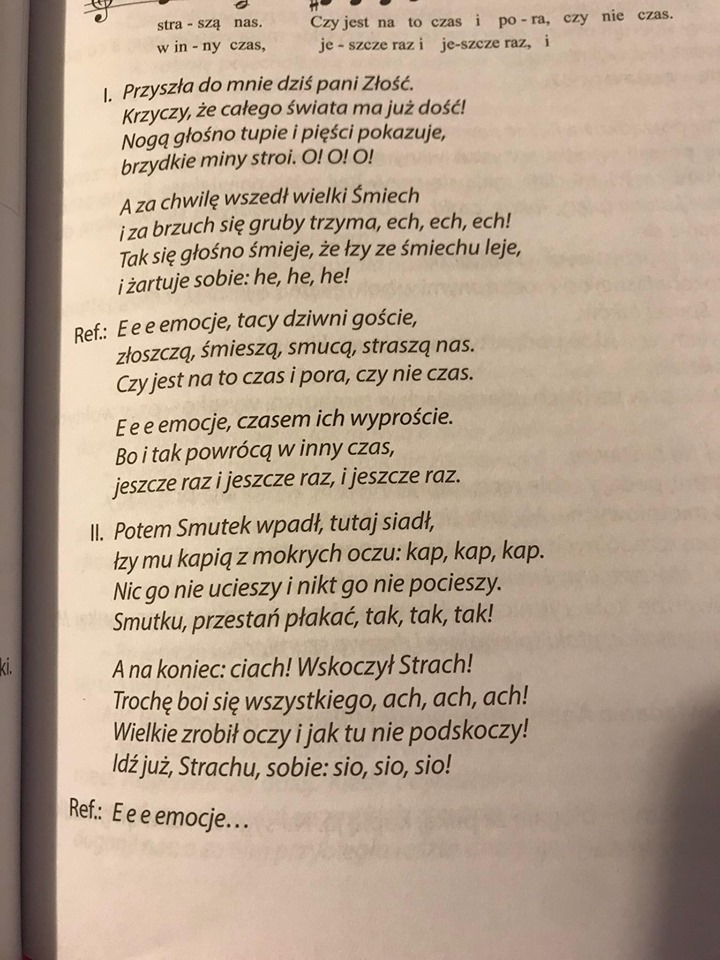 stra - szą nas. Czy jest na to czas i po - ra, czy nie czas.
w in - ny czas, je - szcze raz i je-szcze raz, i
I. Przyszła do mnie dziś pani Złość.
Krzyczy, że całego świata ma już dość!
Nogą głośno tupie i pięści pokazuje,
brzydkie miny stroi. O! O! O!
A za chwilę wszedł wielki Śmiech
i za brzuch się gruby trzyma, ech, ech, ech!
Tak się głośno śmieje, że łzy ze śmiechu leje,
i żartuje sobie: he, he, he!
Ref.: E e e emocje, tacy dziwni goście,
złoszczą, śmieszą, smucą, straszą nas.
Czy jest na to czas i pora, czy nie czas.
E e e emocje, czasem ich wyproście.
Bo i tak powrócą w inny czas,
jeszcze raz i jeszcze raz, i jeszcze raz.
II. Potem Smutek wpadł, tutaj siadł,
łzy mu kapią z mokrych oczu: kap, kap, kap.
Nic go nie ucieszy i nikt go nie pocieszy.
Smutku, przestań płakać, tak, tak, tak!
A na koniec: ciach! Wskoczył Strach!
Trochę boi się wszystkiego, ach, ach, ach!
Wielkie zrobił oczy i jak tu nie podskoczy!
Idź już, Strachu, sobie: sio, sio, sio!
Ref.: E e e emocje...
ki.